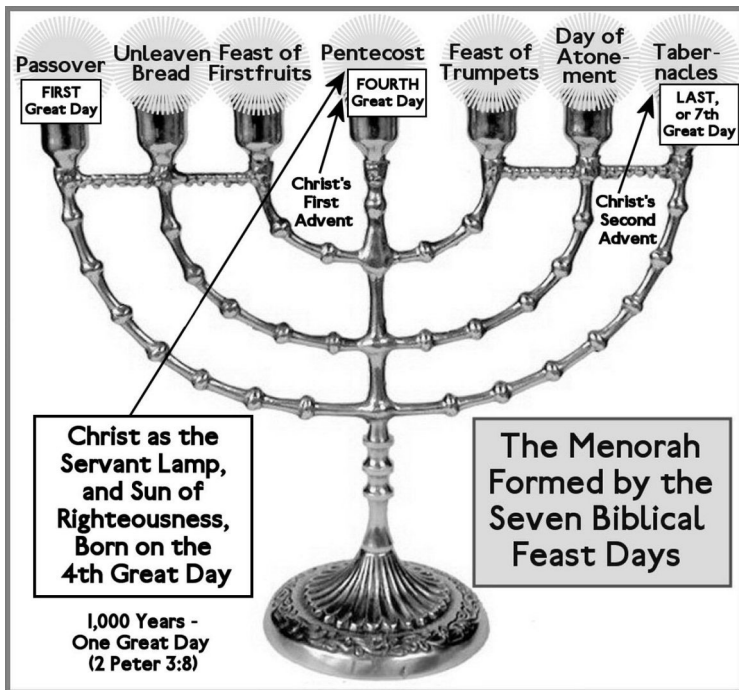 Passover
FIRST
Great Day
Unleaven
Bread
Feast of
Firstfruits
Pentecost
FOURTH
Great Day
Feast of
Trumpets
Day of
Atone-
ment
Taber-
nacles
LAST,
or 7th
Great Day
Christ's
First
Advent
Christ's
Second
Advent
Christ as the
Servant Lamp,
and Sun of
Righteousness,
Born on the
4th Great Day
The Menorah
Formed by the
Seven Biblical
Feast Days
1,000 Years -
One Great Day
(2 Peter 3:8)